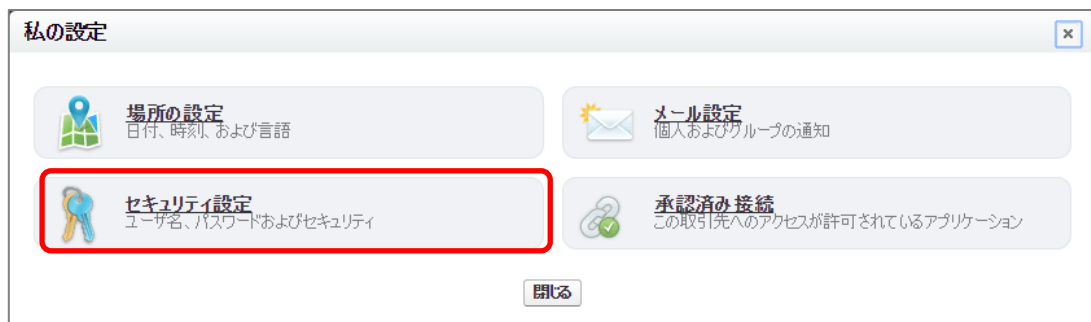 私の設定
場所の設定
日付、時刻、および言語
メール設定
個人およびグループの通知
セキュリティ設定
ユーザ名、パスワードおよびセキュリティ
承認済み接続
この取引先へのアクセスが許可されているアプリケーション
閉じる